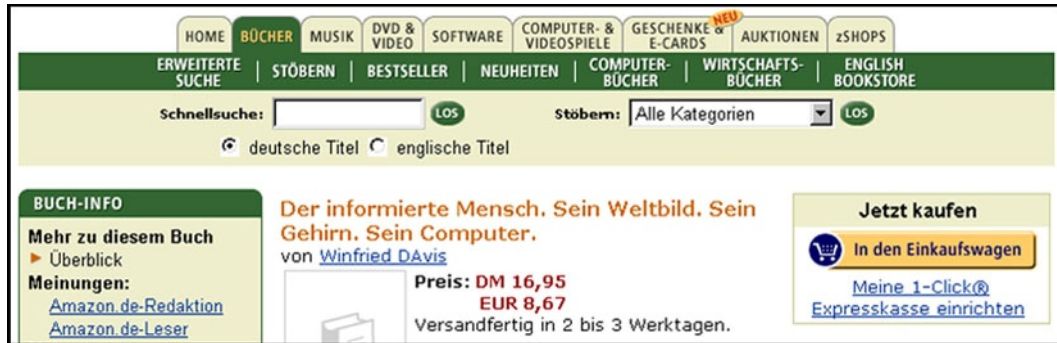 NEU
HOME BÜCHER MUSIK DVD & VIDEO SOFTWARE COMPUTER- & VIDEOSPIELE GESCHENKE & E-CARDS AUKTIONEN zSHOPS
ERWEITERTE SUCHE | STÖBERN | BESTSELLER | NEUHEITEN | COMPUTER-BÜCHER | WIRTSCHAFTS-BÜCHER | ENGLISH BOOKSTORE
Schnellsuche: LOS Stöbern: Alle Kategorien LOS
deutsche Titel englische Titel
BUCH-INFO
Mehr zu diesem Buch
Überblick
Meinungen:
Amazon.de-Redaktion
Amazon.de-Leser
Der informierte Mensch. Sein Weltbild. Sein
Gehirn. Sein Computer.
von Winfried DAvis
Preis: DM 16,95
EUR 8,67
Versandfertig in 2 bis 3 Werktagen.
Jetzt kaufen
In den Einkaufswagen
Meine 1-Click®
Expresskasse einrichten